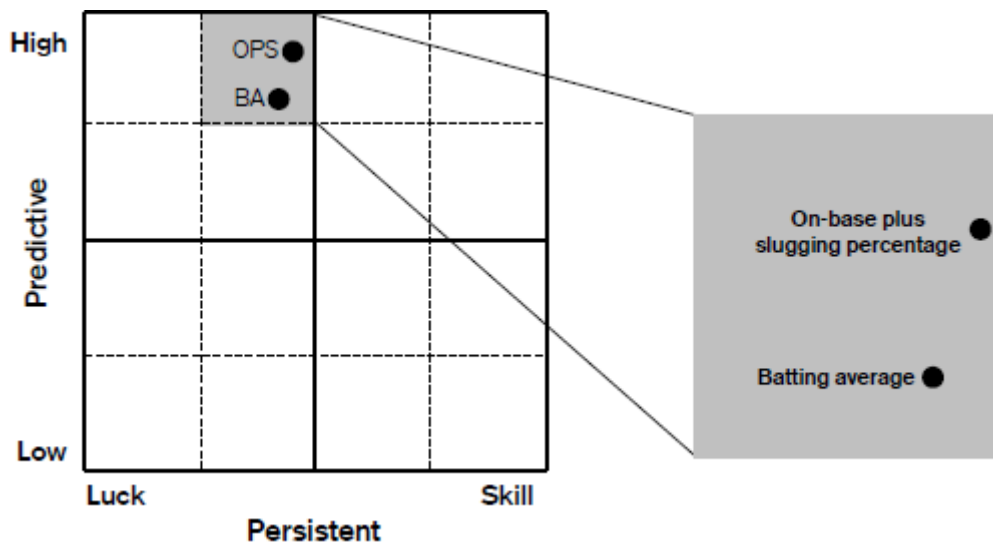 High
OPS
BA
Predictive
On-base plus
slugging percentage
Batting average
Low
Luck
Skill
Persistent